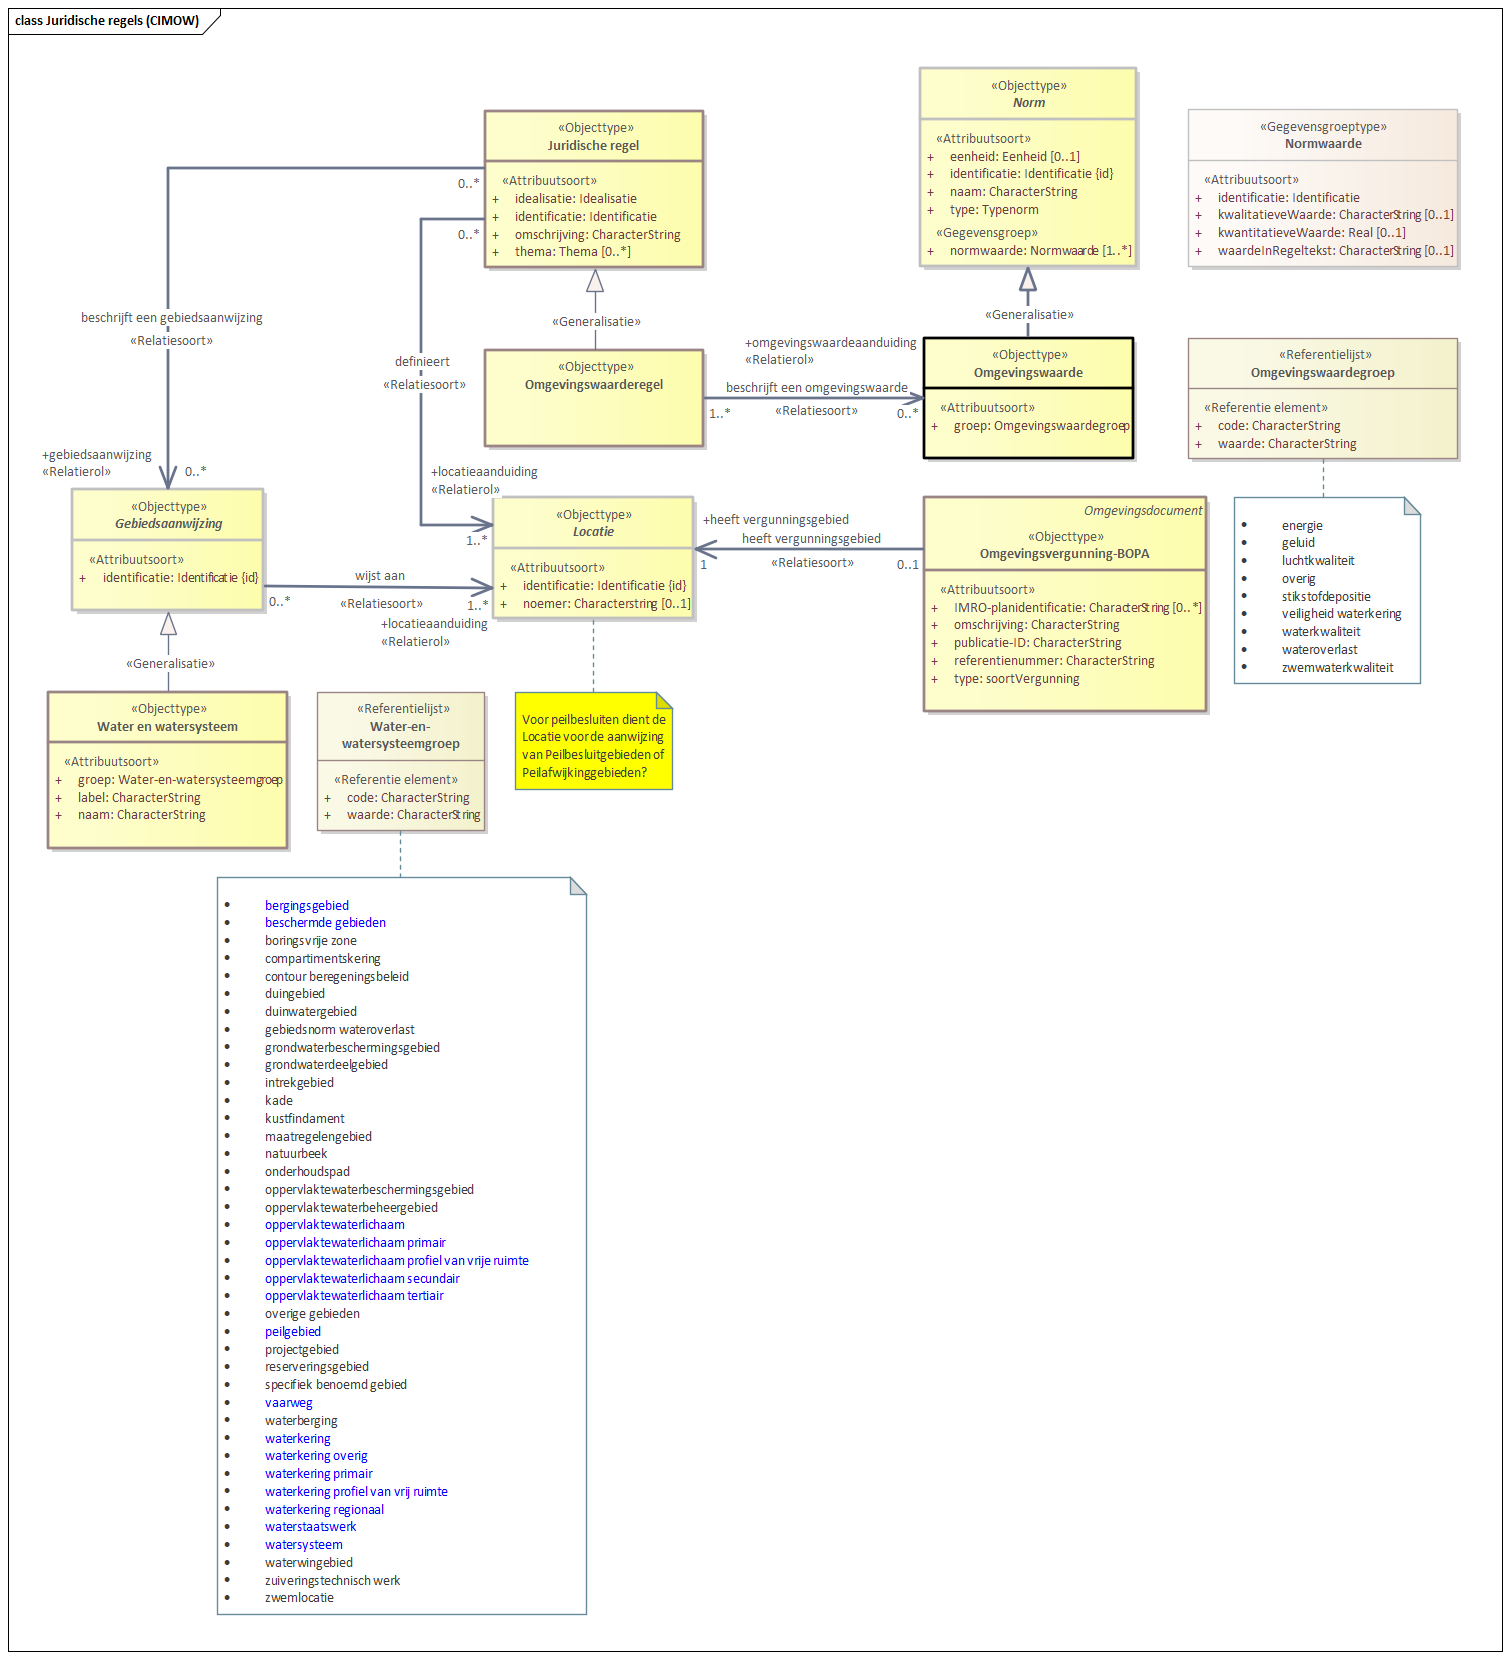 class Juridische regels (CIMOW)
«Objecttype»
Norm
«Attribuutsoort»
+ eenheid: Eenheid [0..1]
+ identificatie: Identificatie {id}
+ naam: CharacterString
+ type: Typenorm
«Gegevensgroep»
+ normwaarde: Normwaarde [1..*]
«Gegevensgroeptype»
Normwaarde
«Attribuutsoort»
+ identificatie: Identificatie
+ kwalitatieveWaarde: CharacterString [0..1]
+ kwantitatieveWaarde: Real [0..1]
+ waardeInRegeltekst: CharacterString [0..1]
«Objecttype»
Juridische regel
«Attribuutsoort»
+ idealisatie: Idealisatie
+ identificatie: Identificatie
+ omschrijving: CharacterString
+ thema: Thema [0..*]
0..*
0..*
beschrijft een gebiedsaanwijzing
«Relatiesoort»
definieert
«Relatiesoort»
«Generalisatie»
«Generalisatie»
«Objecttype»
Omgevingswaarderegel
+omgevingswaardeaanduiding
«Relatierol»
beschrijft een omgevingswaarde
1..*
«Relatiesoort»
0..*
«Objecttype»
Omgevingswaarde
«Attribuutsoort»
+ groep: Omgevingswaardegroep
«Referentielijst»
Omgevingswaardegroep
«Referentie element»
+ code: CharacterString
+ waarde: CharacterString
+gebiedsaanwijzing
«Relatierol»
0..*
+locatieaanduiding
«Relatierol»
1..*
«Objecttype»
Gebiedsaanwijzing
«Attribuutsoort»
+ identificatie: Identificatie {id}
wijst aan
0..*
«Relatiesoort»
1..*
+locatieaanduiding
«Relatierol»
«Objecttype»
Locatie
«Attribuutsoort»
+ identificatie: Identificatie {id}
+ noemer: Characterstring [0..1]
+heeft vergunningsgebied
heeft vergunningsgebied
1
«Relatiesoort»
0..1
Omgevingsdocument
«Objecttype»
Omgevingsvergunning-BOPA
«Attribuutsoort»
+ IMRO-planidentificatie: CharacterString [0..*]
+ omschrijving: CharacterString
+ publicatie-ID: CharacterString
+ referentienummer: CharacterString
+ type: soortVergunning
• energie
• geluid
• luchtkwaliteit
• overig
• stikstofdepositie
• veiligheid waterkering
• waterkwaliteit
• wateroverlast
• zwemwaterkwaliteit
«Generalisatie»
«Objecttype»
Water en watersysteem
«Attribuutsoort»
+ groep: Water-en-watersysteemgroep
+ label: CharacterString
+ naam: CharacterString
«Referentielijst»
Water-en-
watersysteemgroep
«Referentie element»
+ code: CharacterString
+ waarde: CharacterString
Voor peilbesluiten dient de
Locatie voor de aanwijzing
van Peilbesluitgebieden of
Peilafwijkinggebieden?
• bergingsgebied
• beschermde gebieden
• boringsvrije zone
• compartimentskering
• contour beregeningsbeleid
• duingebied
• duinwatergebied
• gebiedsnorm wateroverlast
• grondwaterbeschermingsgebied
• grondwaterdeelgebied
• intrekgebied
• kade
• kustfindament
• maatregelengebied
• natuurbeek
• onderhoudspad
• oppervlaktewaterbeschermingsgebied
• oppervlaktewaterbeheergebied
• oppervlaktewaterlichaam
• oppervlaktewaterlichaam primair
• oppervlaktewaterlichaam profiel van vrije ruimte
• oppervlaktewaterlichaam secundair
• oppervlaktewaterlichaam tertiair
• overige gebieden
• peilgebied
• projectgebied
• reserveringsgebied
• specifiek benoemd gebied
• vaarweg
• waterberging
• waterkering
• waterkering overig
• waterkering primair
• waterkering profiel van vrij ruimte
• waterkering regionaal
• waterstaatswerk
• watersysteem
• waterwingebied
• zuiveringstechnisch werk
• zwemlocatie